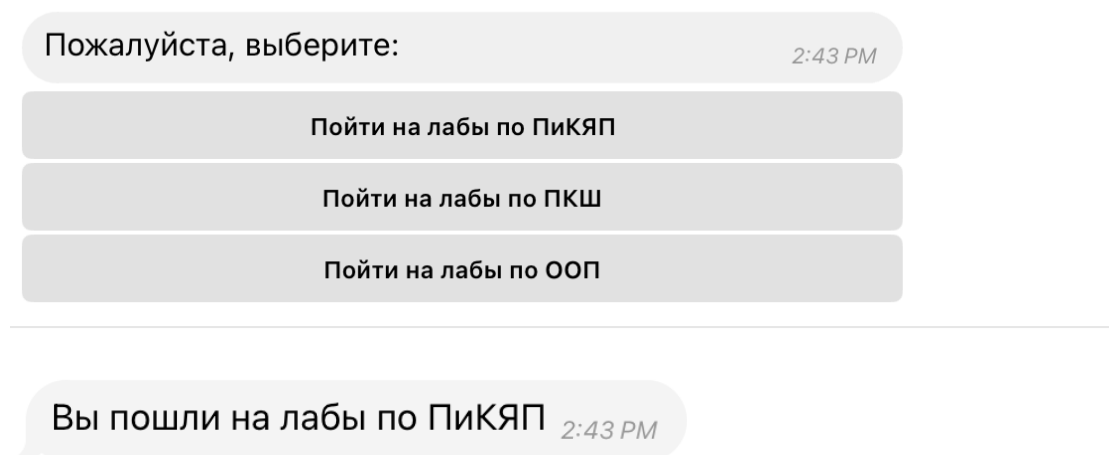 Пожалуйста, выберите:
2:43 PM
Пойти на лабы по ПиКЯП
Пойти на лабы по ПКШ
Пойти на лабы по ООП
Вы пошли на лабы по ПиКЯП 2:43 PM